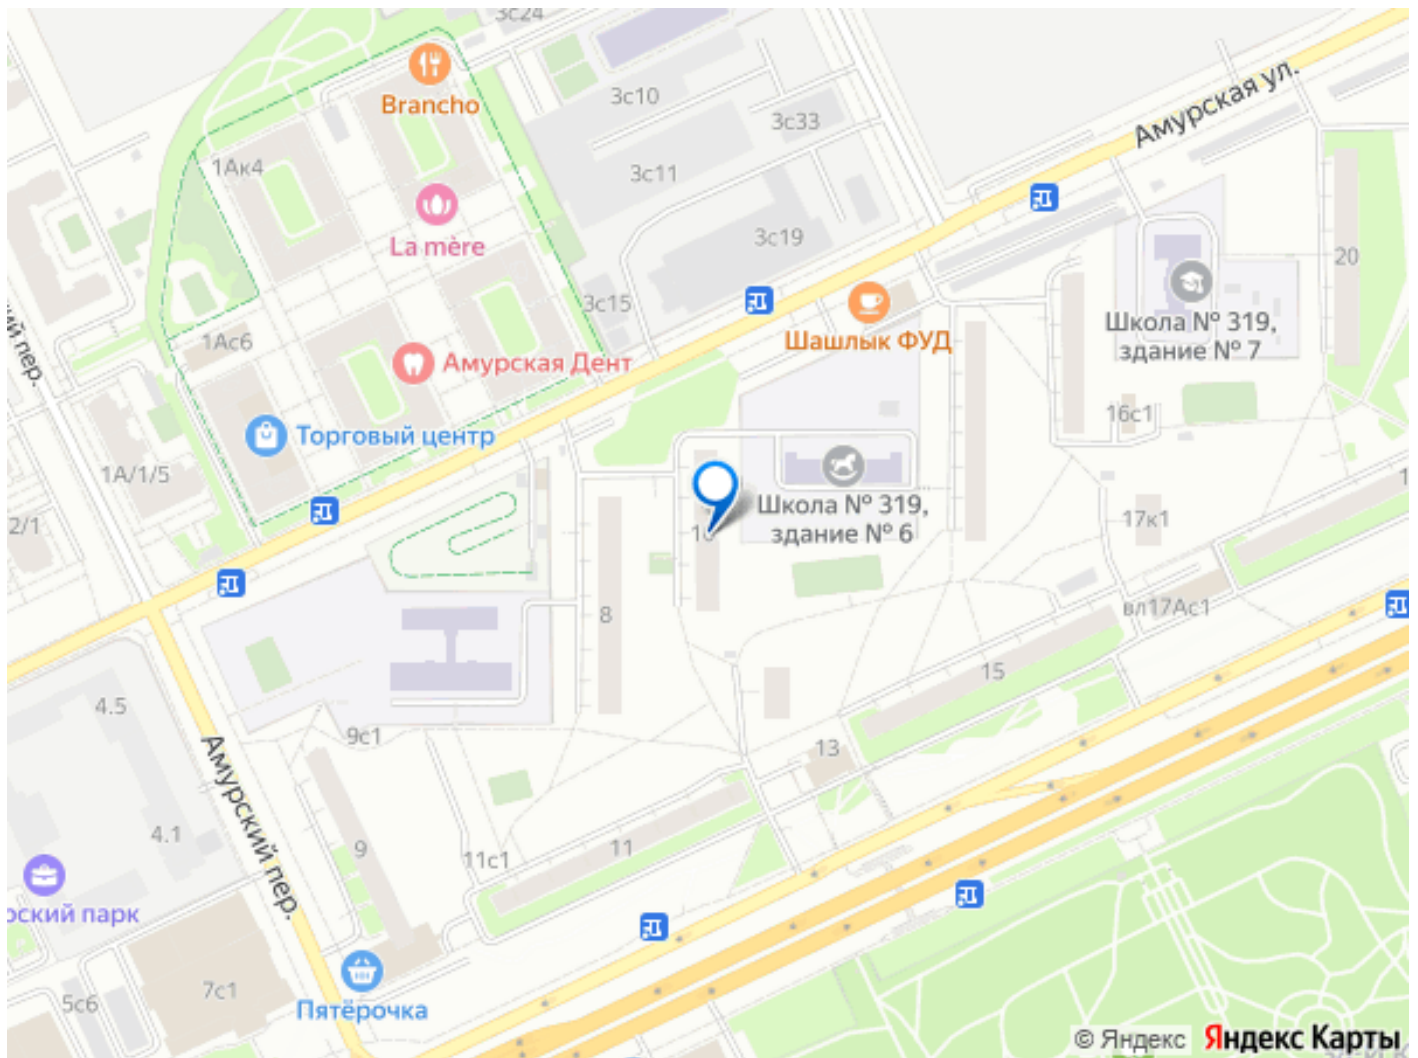 3с24
Brancho
3с10
3с33
Амурская ул.
1Ак4
3с11
La mère
3с19
20
3с15
Школа № 319,
здание № 7
1Ас6
Шашлык ФУД
Амурская Дент
пер.
16с1
Торговый центр
1А/1/5
Школа № 319,
здание № 6
2/1
17к1
8
вл17Ас1
15
4.5
9с1
13
Амурский пер.
4.1
9
11с1
11
парк
7с1
5с6
Пятёрочка
© Яндекс Яндекс Карты